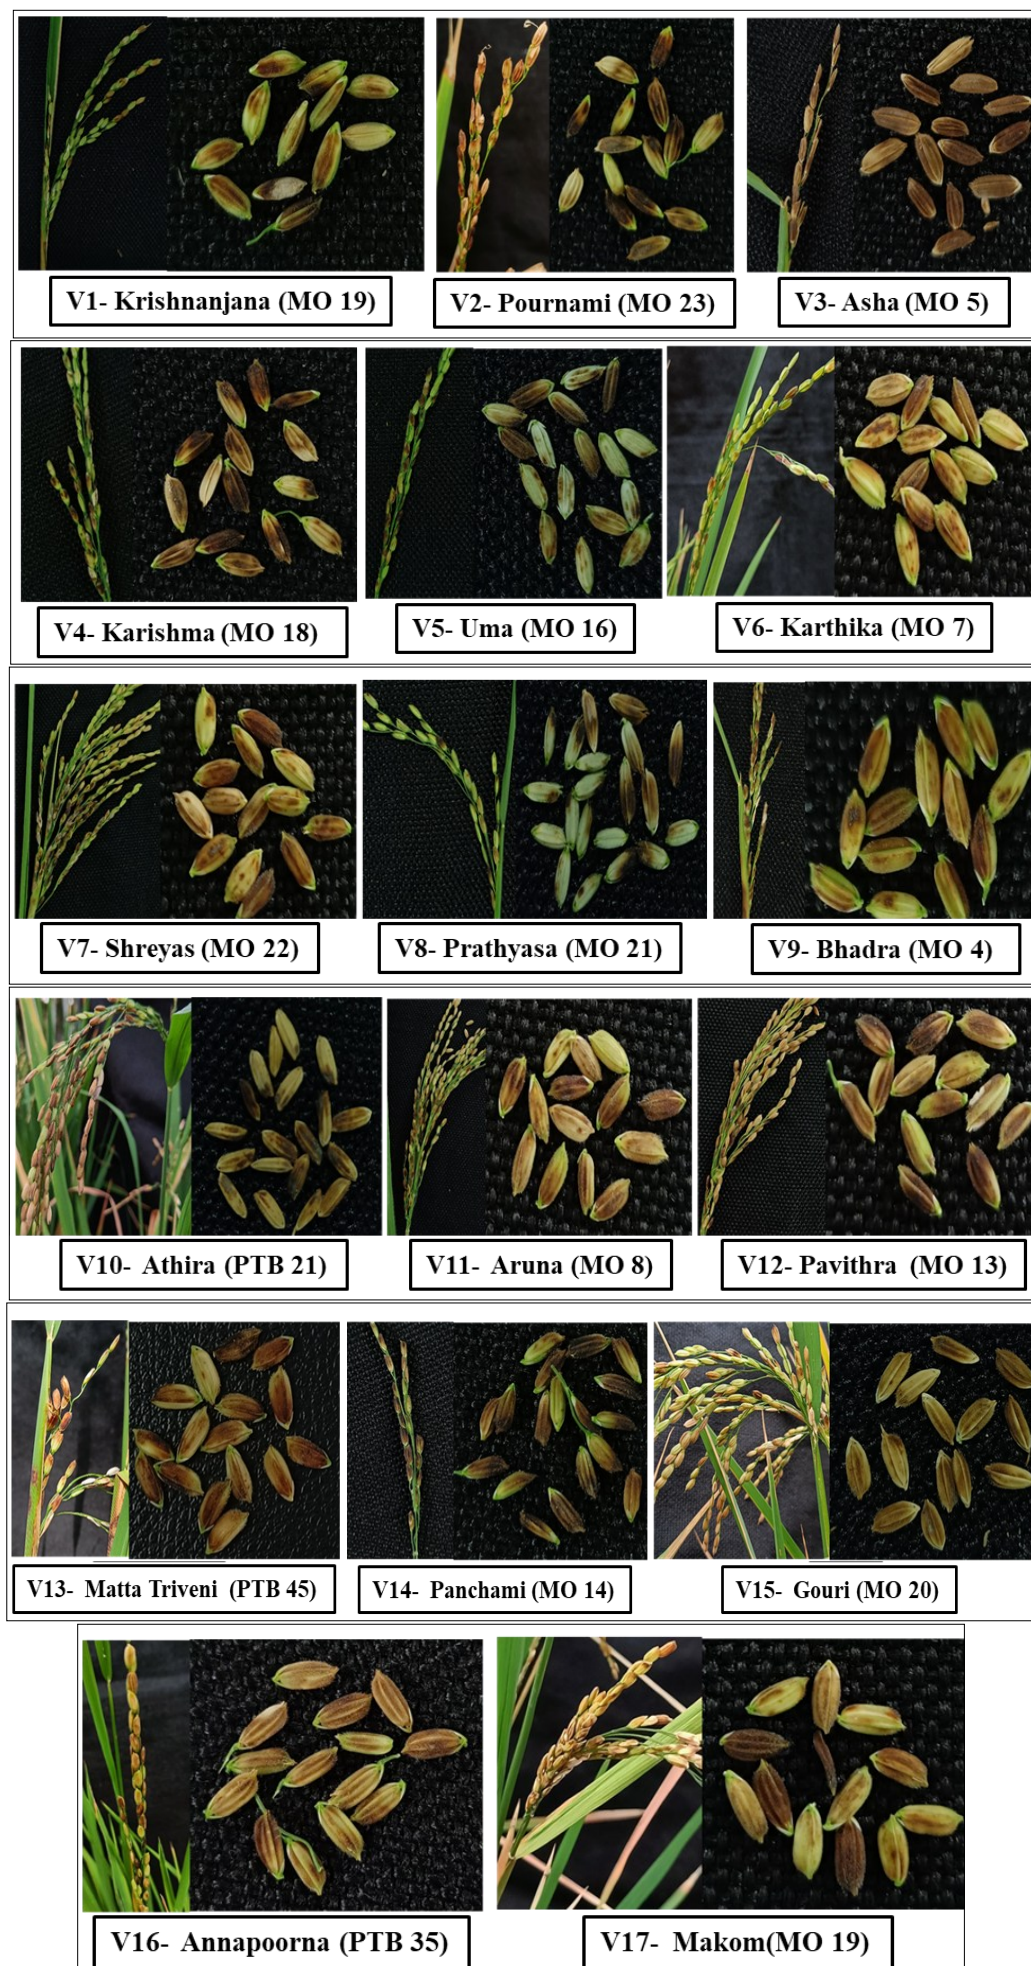 V1- Krishnanjana (MO 19)
V2- Pournami (MO 23)
V3- Asha (MO 5)
V4- Karishma (MO 18)
V5- Uma (MO 16)
V6- Karthika (MO 7)
V7- Shreyas (MO 22)
V8- Prathyasa (MO 21)
V9- Bhadra (MO 4)
V10- Athira (PTB 21)
V11- Aruna (MO 8)
V12- Pavithra (MO 13)
V13- Matta Triveni (PTB 45)
V14- Panchami (MO 14)
V15- Gouri (MO 20)
V16- Annapoorna (PTB 35)
V17- Makom(MO 19)